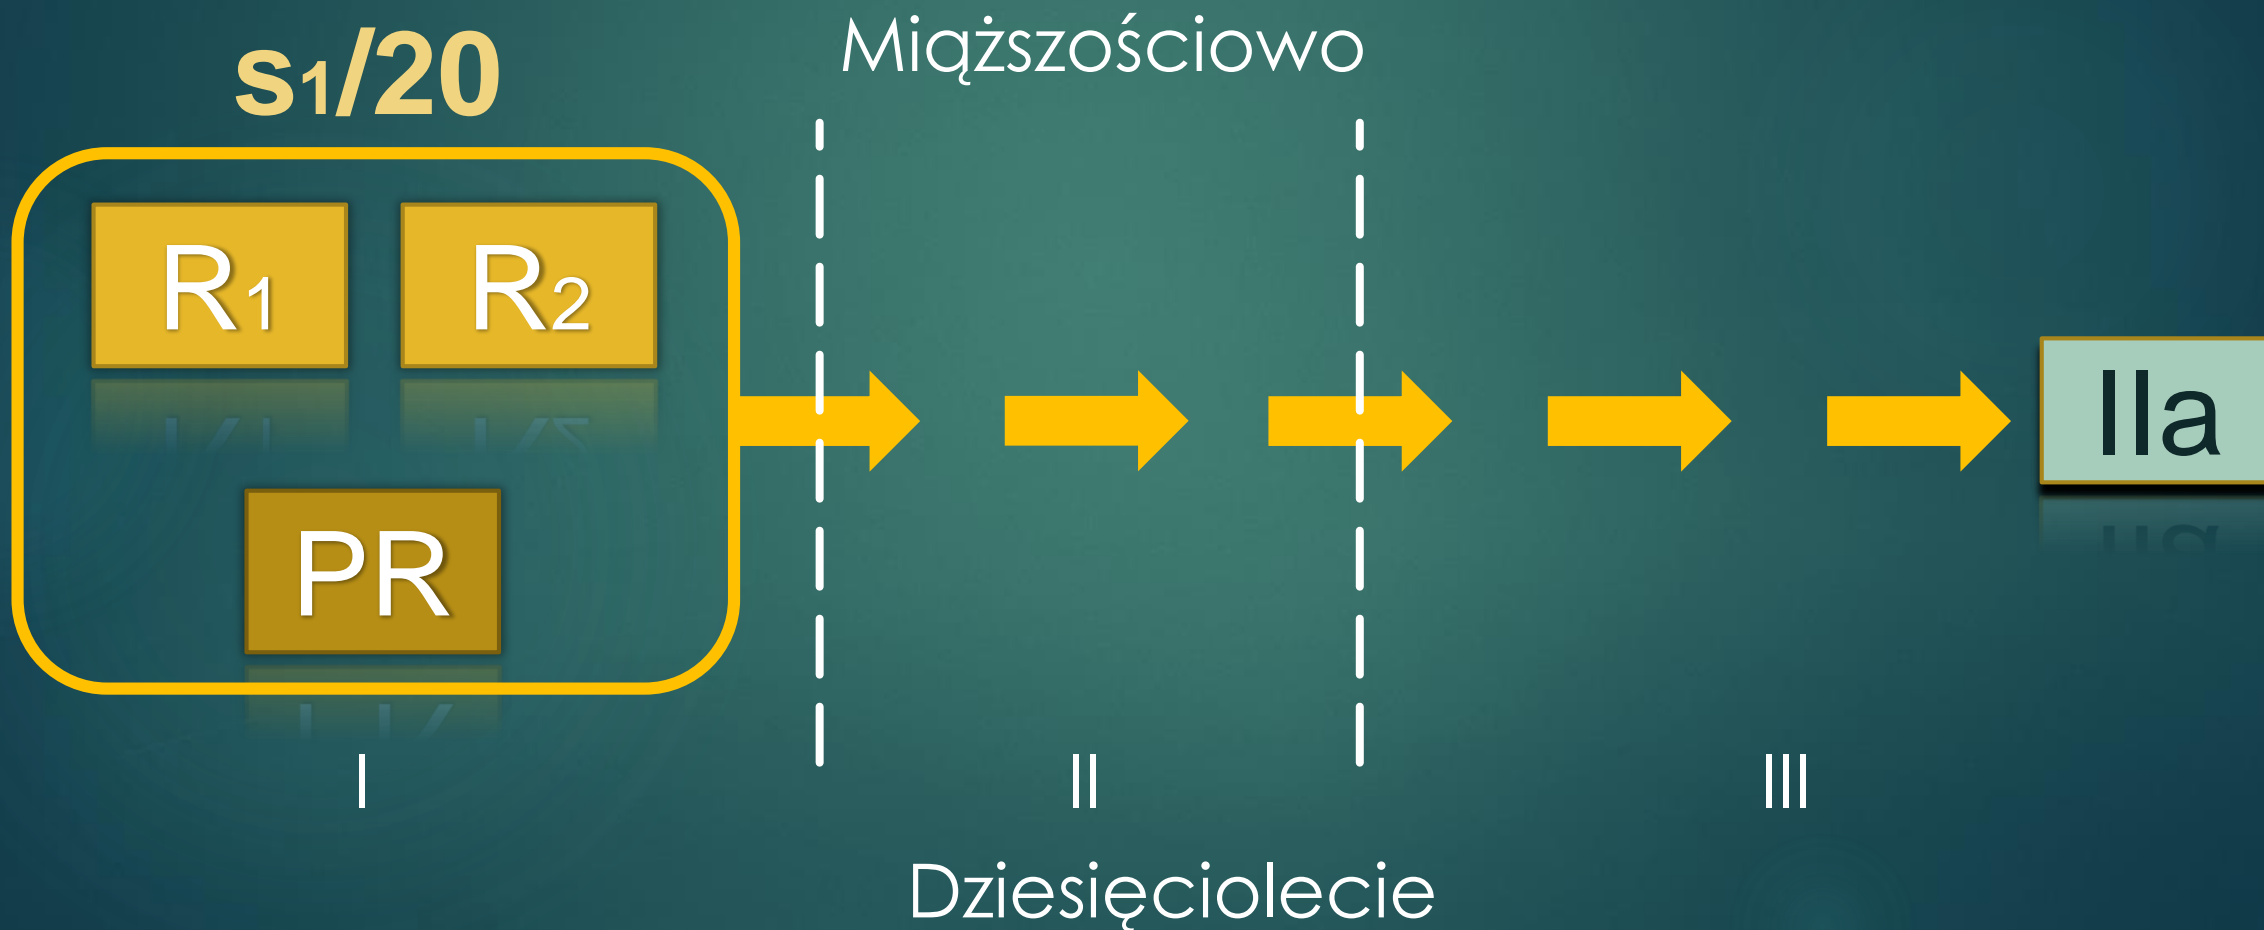 Miąższościowo
s₁/20
R₁ R₂
PR
IIa
I II III
Dziesięciolecie